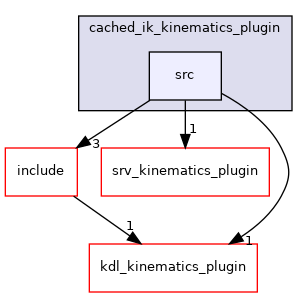 cached_ik_kinematics_plugin
src
3
1
include
srv_kinematics_plugin
1
1
kdl_kinematics_plugin